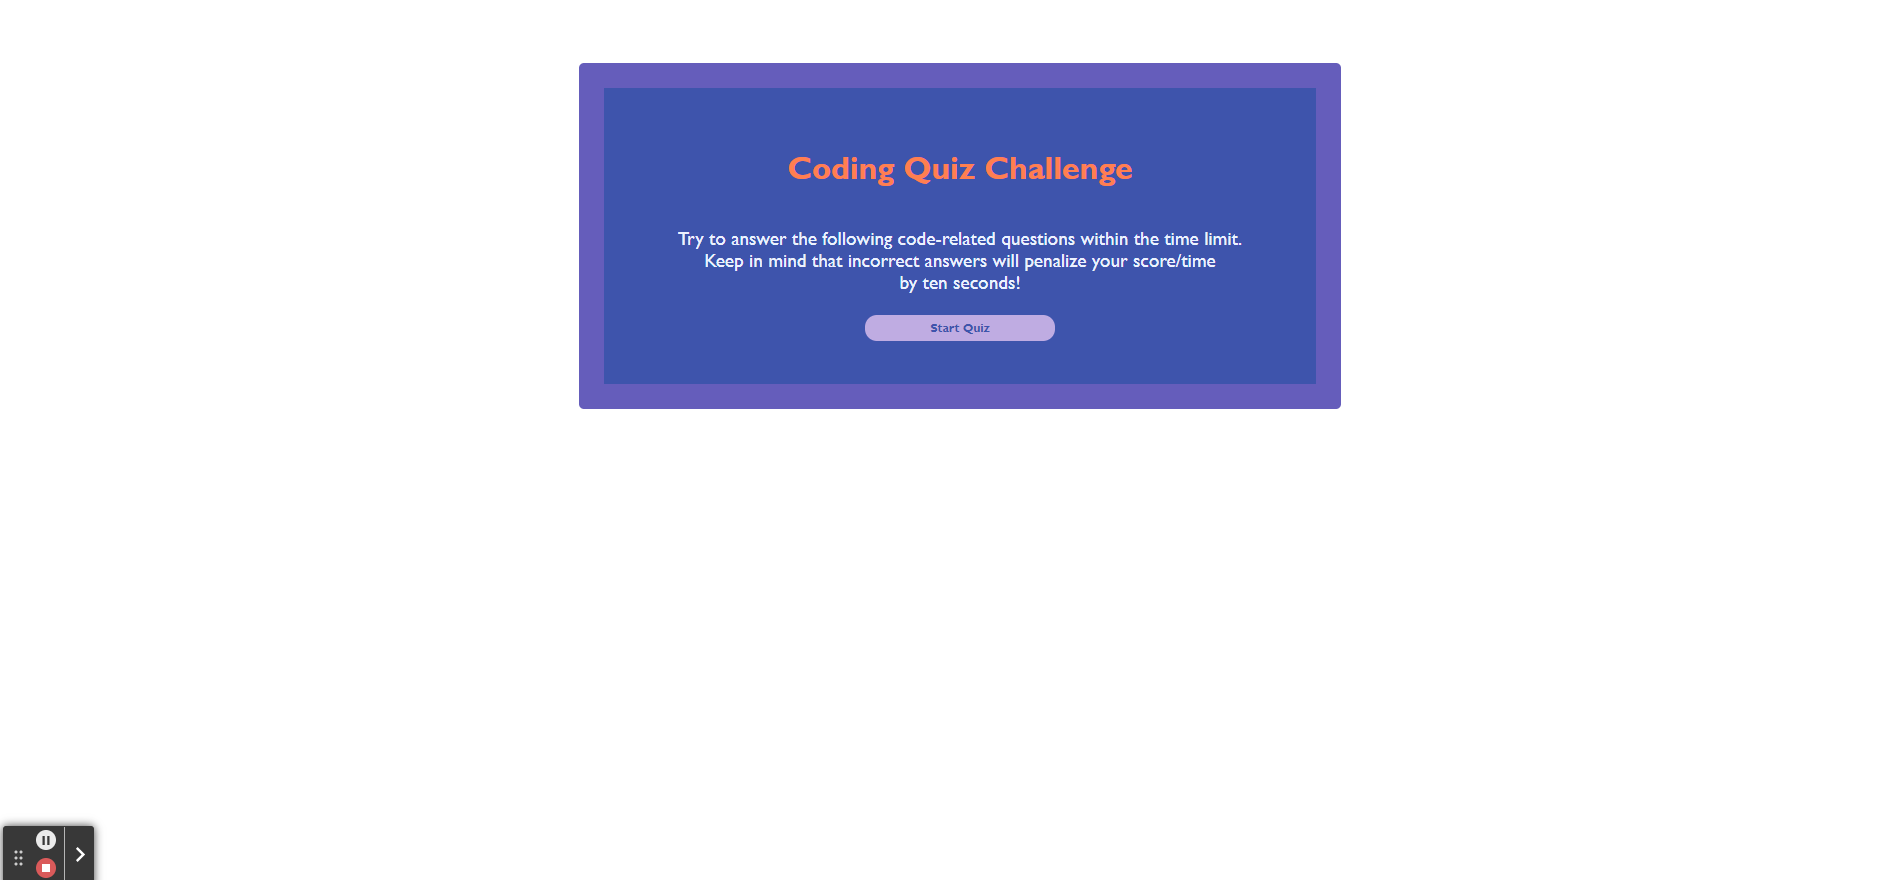 Coding Quiz Challenge
Try to answer the following code-related questions within the time limit.
Keep in mind that incorrect answers will penalize your score/time
by ten seconds!
Start Quiz